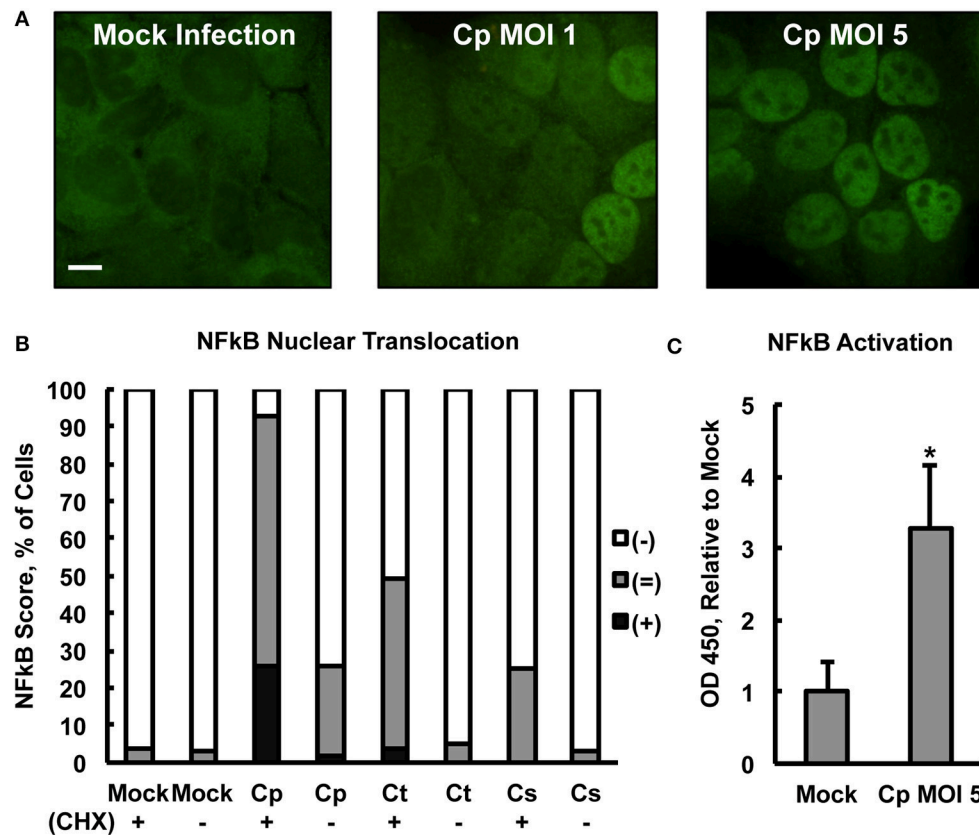 A
Mock Infection
Cp MOI 1
Cp MOI 5
B
NFkB Nuclear Translocation
NFkB Score, % of Cells
100
90
80
70
60
50
40
30
20
10
0
Mock Mock Cp Cp Ct Ct Cs Cs
(CHX) + - + - + - + -
(-)
(=)
(+)
C
NFkB Activation
OD 450, Relative to Mock
5
4
3
2
1
0
*
Mock Cp MOI 5